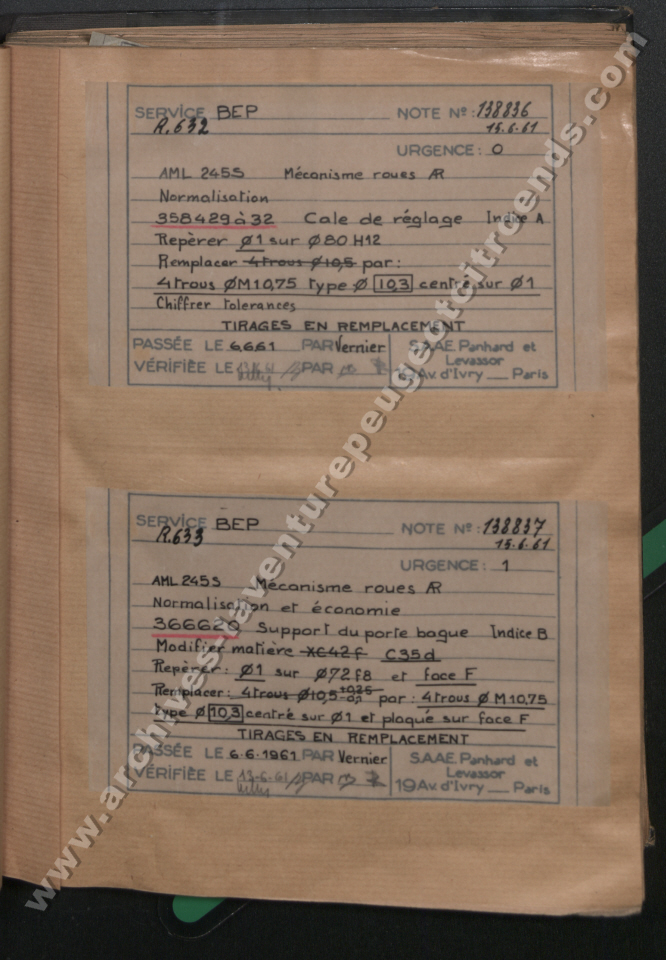 SERVICE BEP NOTE Nº: 138836
R.632 15.6.61
URGENCE: 0
AML 245S Mécanisme roues AR
Normalisation
358429 à 32 Cale de réglage Indice A
Repèrer Ø1 sur Ø80 H12
Remplacer 4 trous Ø10,5 par:
4 trous ØM10,75 type Ø 10,3 centré sur Ø1
Chiffrer tolerances
TIRAGES EN REMPLACEMENT
PASSÉE LE 6.6.61 PAR Vernier S.A.A.E. Panhard et
Levassor
VÉRIFIÉE LE PAR 19 Av. d'Ivry __ Paris
SERVICE BEP NOTE Nº: 138837
R.633 15.6.61
URGENCE: 1
AML 245S Mécanisme roues AR
Normalisation et économie
366620 Support du porte bague Indice B
Modifier matière XC42f C35d
Repèrer: Ø1 sur Ø72f8 et face F
Remplacer: 4 trous Ø10,5 par: 4 trous Ø M10,75
type Ø 10,3 centré sur Ø1 et plaqué sur face F
TIRAGES EN REMPLACEMENT
PASSÉE LE 6.6.1961 PAR Vernier S.A.A.E. Panhard et
Levassor
VÉRIFIÉE LE 13-6-61 PAR 19 Av. d'Ivry __ Paris
www.archives-laventurepeugeotcitroends.com